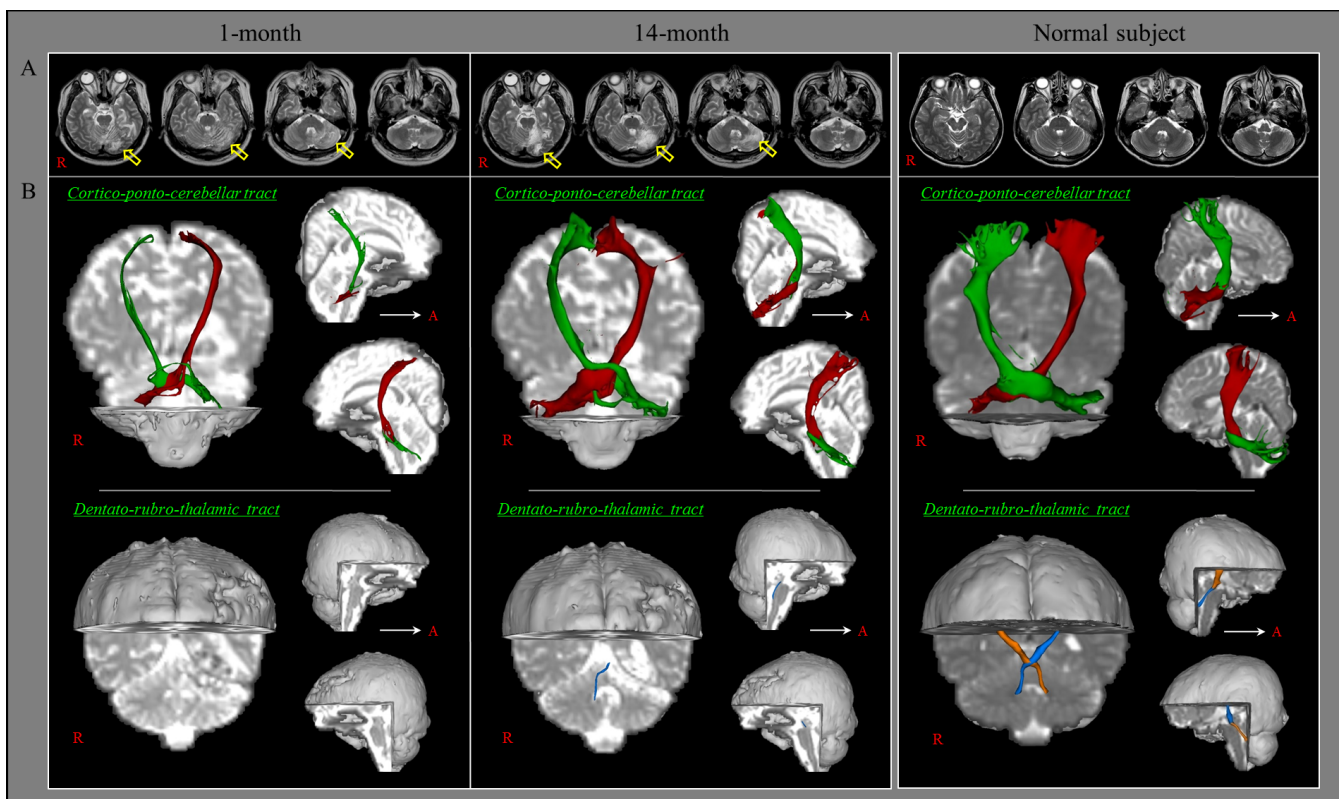 1-month 14-month Normal subject
A
R R R
B
Cortico-ponto-cerebellar tract Cortico-ponto-cerebellar tract Cortico-ponto-cerebellar tract
A A A
R R R
Dentato-rubro-thalamic tract Dentato-rubro-thalamic tract Dentato-rubro-thalamic tract
A A A
R R R